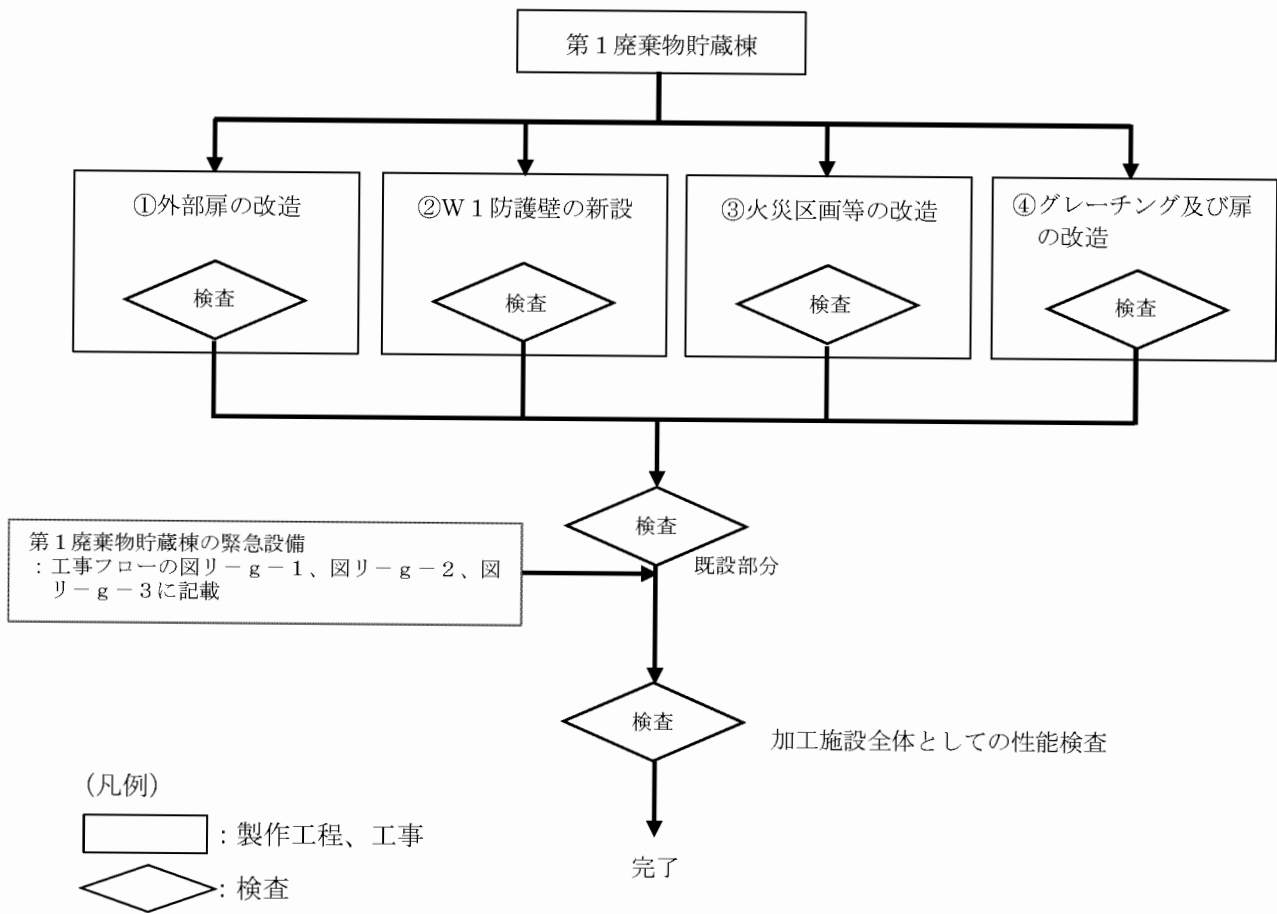 第1廃棄物貯蔵棟
①外部扉の改造
検査
②W1防護壁の新設
検査
③火災区画等の改造
検査
④グレーチング及び扉
の改造
検査
検査
既設部分
第1廃棄物貯蔵棟の緊急設備
：工事フローの図リ－g－1、図リ－g－2、図
リ－g－3に記載
検査
加工施設全体としての性能検査
完了
(凡例)
：製作工程、工事
：検査